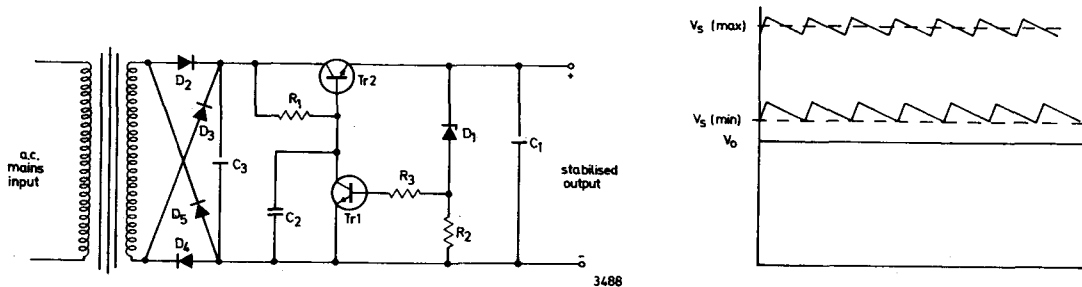 a.c.
mains
input
D2
D3
D5
D4
C3
R1
C2
Tr2
Tr1
R3
D1
R2
C1
+
stabilised
output
−
3488
VS (max)
VS (min)
VO